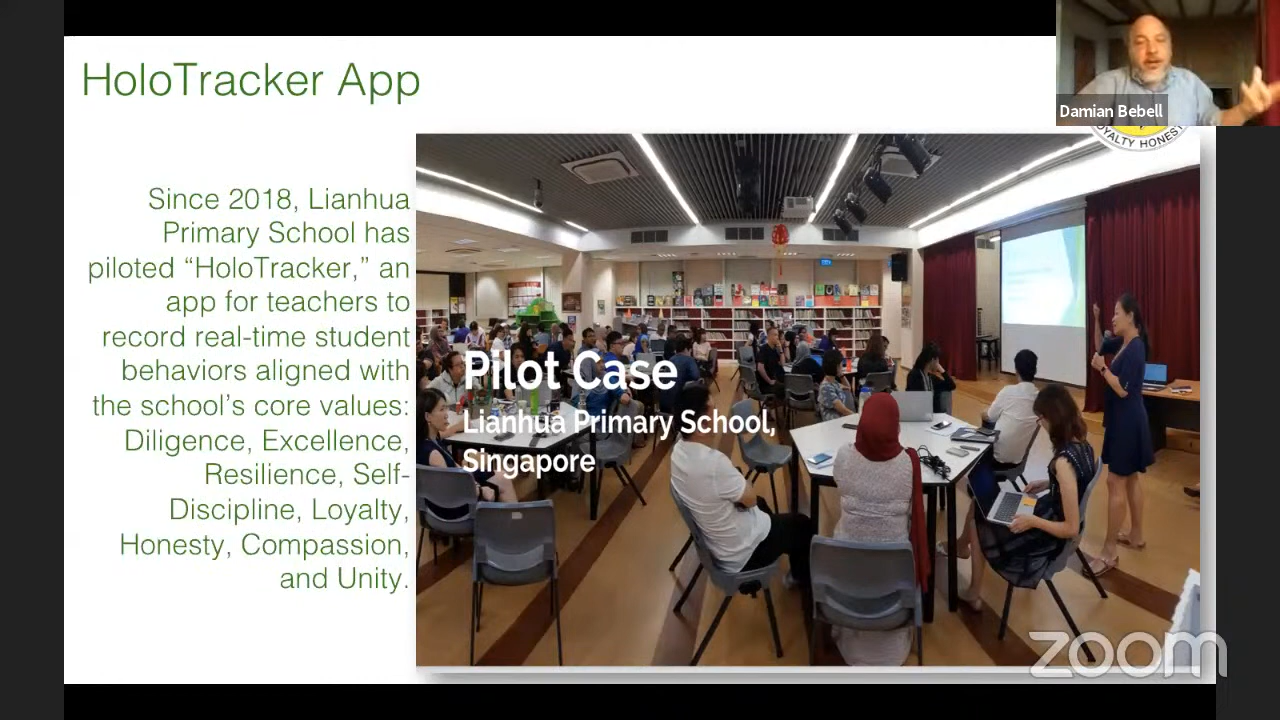 HoloTracker App
Damian Bebell
OYALTY HONEST
Since 2018, Lianhua
Primary School has
piloted “HoloTracker,” an
app for teachers to
record real-time student
behaviors aligned with
the school’s core values:
Diligence, Excellence,
Resilience, Self-
Discipline, Loyalty,
Honesty, Compassion,
and Unity.
Pilot Case
Lianhua Primary School,
Singapore
zoom